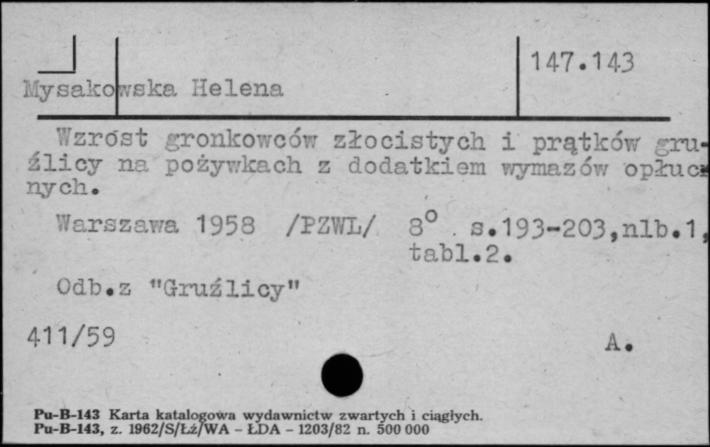 147.143
Mysakowska Helena
Wzrost gronkowców złocistych i prątków gru-
źlicy na pożywkach z dodatkiem wymazów opłuc-
nych.
Warszawa 1958 /PZWL/ 8° s.193-203,nlb.1,
tabl.2.
Odb.z "Gruźlicy"
411/59 A.
Pu-B-143 Karta katalogowa wydawnictw zwartych i ciągłych.
Pu-B-143, z. 1962/S/Łź/WA - ŁDA - 1203/82 n. 500 000